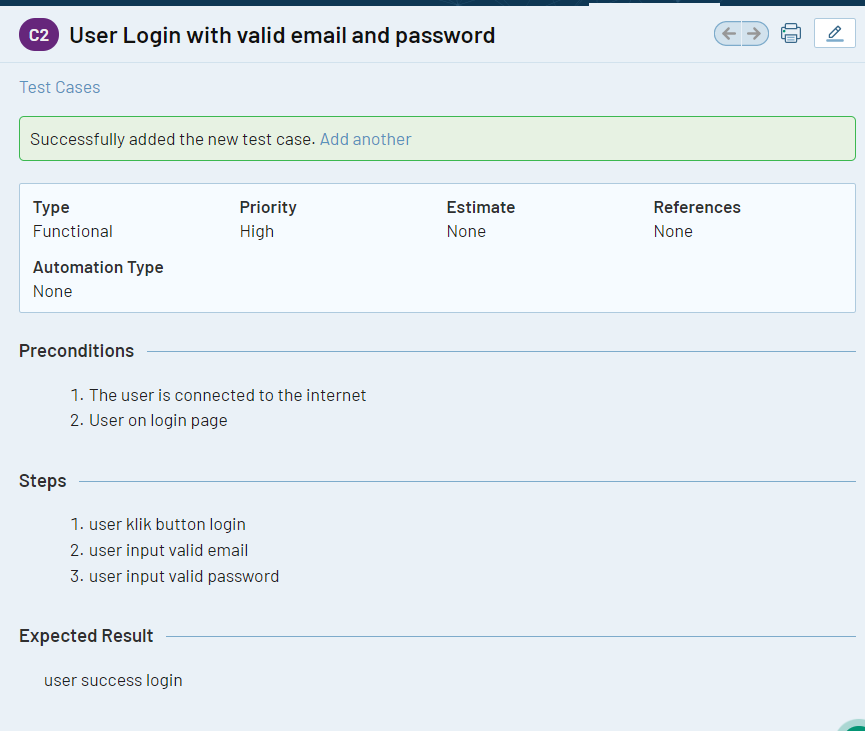 C2 User Login with valid email and password
Test Cases
Successfully added the new test case. Add another
Type Priority Estimate References
Functional High None None
Automation Type
None
Preconditions
1. The user is connected to the internet
2. User on login page
Steps
1. user klik button login
2. user input valid email
3. user input valid password
Expected Result
user success login